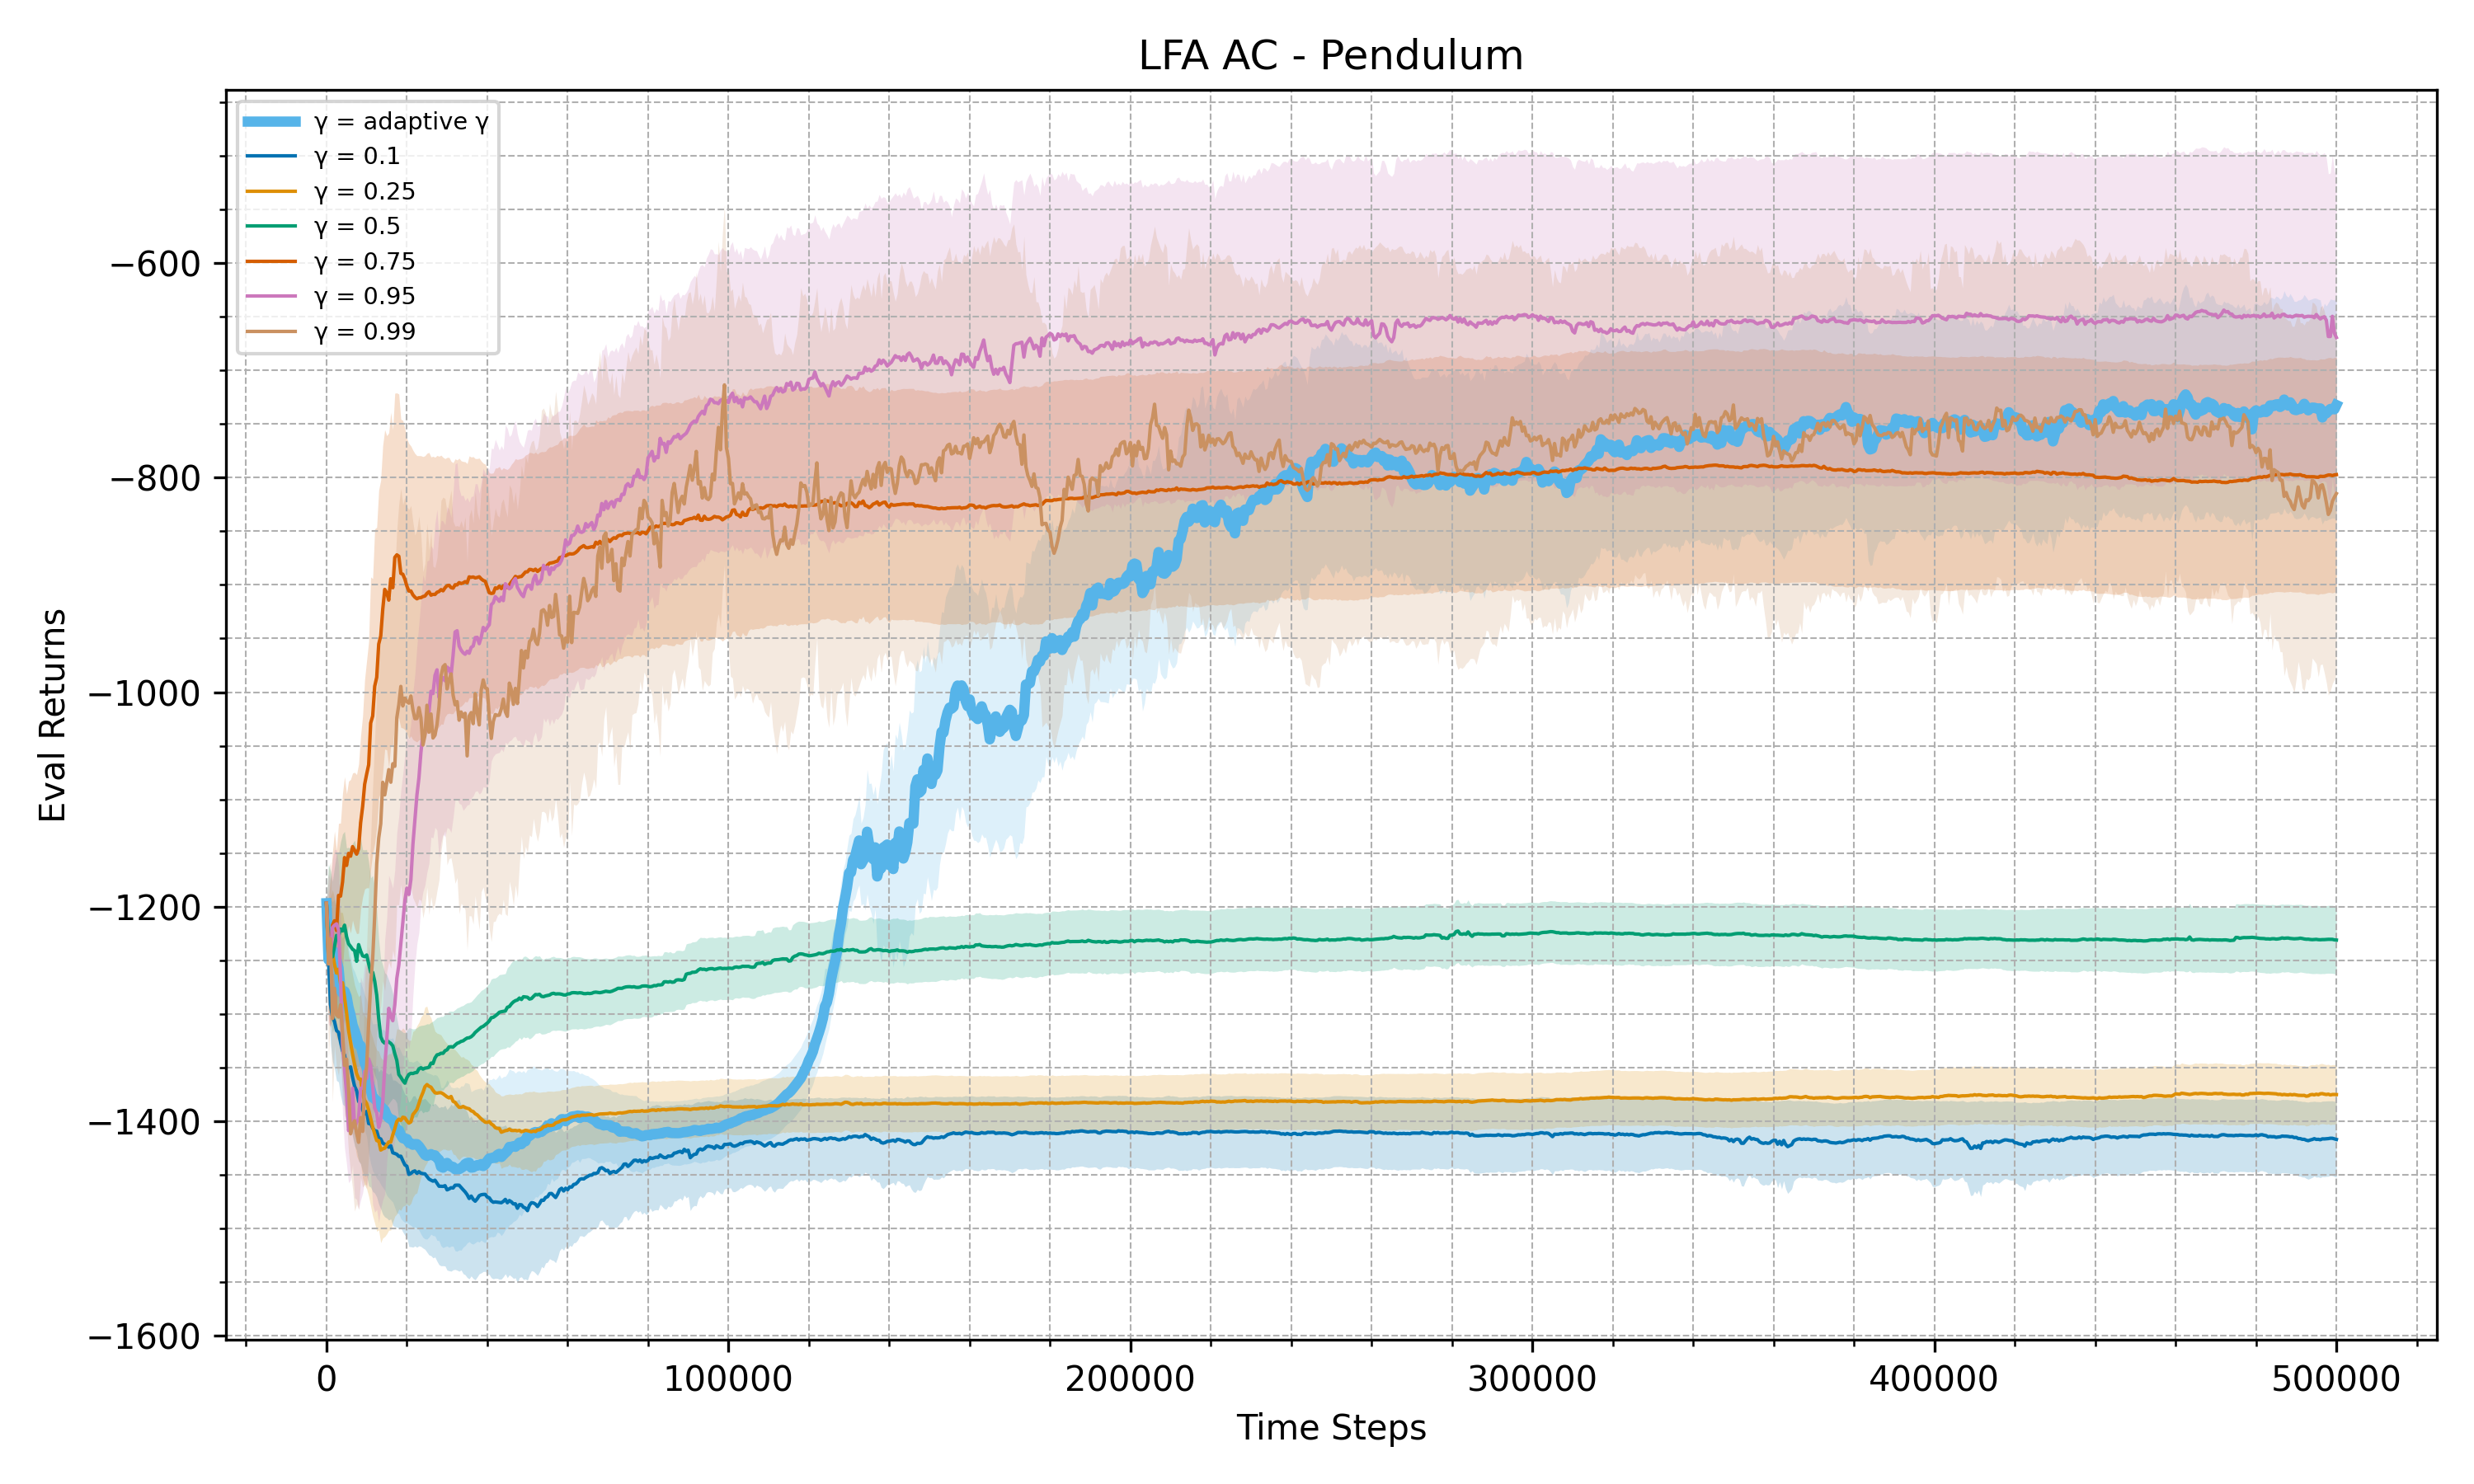 LFA AC - Pendulum
γ = adaptive γ
γ = 0.1
γ = 0.25
γ = 0.5
γ = 0.75
γ = 0.95
γ = 0.99
Eval Returns
−600
−800
−1000
−1200
−1400
−1600
0 100000 200000 300000 400000 500000
Time Steps